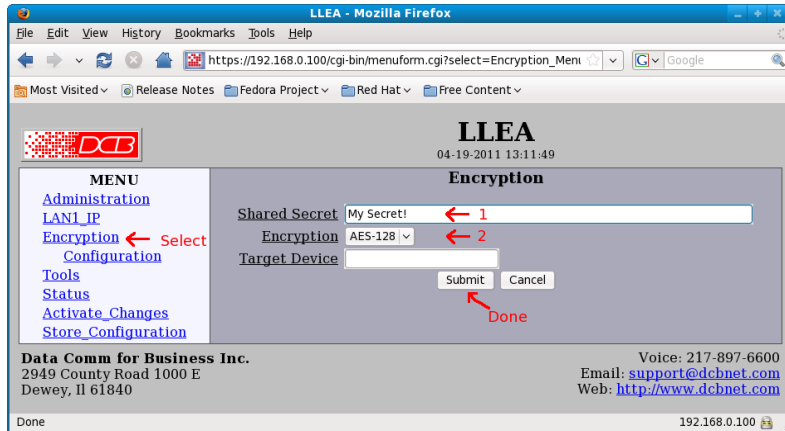 LLEA - Mozilla Firefox
File Edit View History Bookmarks Tools Help
https://192.168.0.100/cgi-bin/menuform.cgi?select=Encryption_Menu G Google
Most Visited Release Notes Fedora Project Red Hat Free Content
DCB
LLEA
04-19-2011 13:11:49
MENU
Administration
LAN1_IP
Encryption Select
Configuration
Tools
Status
Activate_Changes
Store_Configuration
Encryption
Shared Secret My Secret! 1
Encryption AES-128 2
Target Device
Submit Cancel
Done
Data Comm for Business Inc.
2949 County Road 1000 E
Dewey, Il 61840
Voice: 217-897-6600
Email: support@dcbnet.com
Web: http://www.dcbnet.com
Done 192.168.0.100